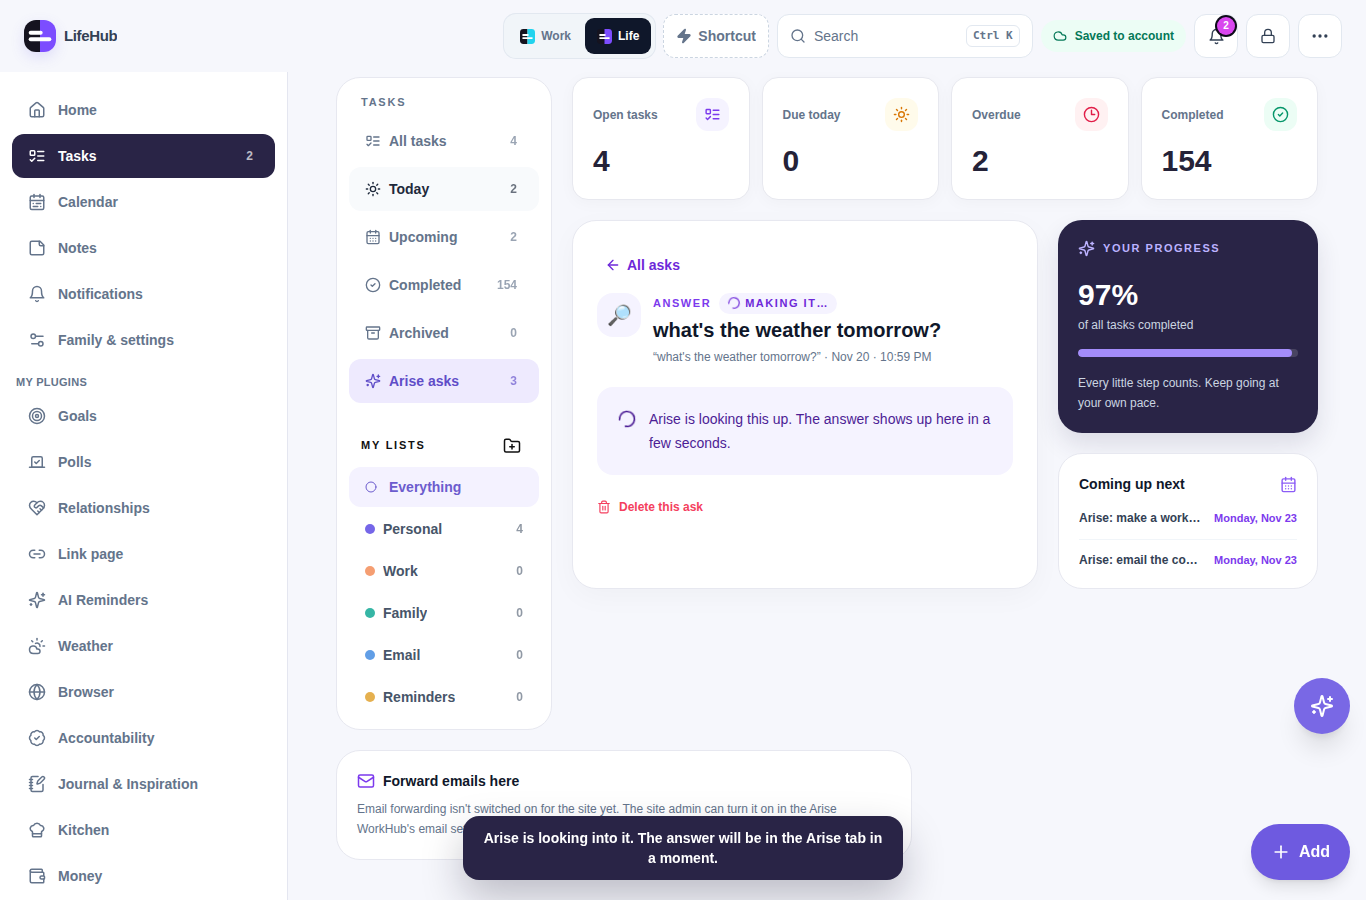 LifeHub
Work
Life
Shortcut
Search
Ctrl K
Saved to account
2
Home
Tasks 2
Calendar
Notes
Notifications
Family & settings
MY PLUGINS
Goals
Polls
Relationships
Link page
AI Reminders
Weather
Browser
Accountability
Journal & Inspiration
Kitchen
Money
TASKS
All tasks 4
Today 2
Upcoming 2
Completed 154
Archived 0
Arise asks 3
MY LISTS
Everything
Personal 4
Work 0
Family 0
Email 0
Reminders 0
Open tasks
4
Due today
0
Overdue
2
Completed
154
All asks
ANSWER MAKING IT…
what's the weather tomorrow?
“what's the weather tomorrow?” · Nov 20 · 10:59 PM
Arise is looking this up. The answer shows up here in a
few seconds.
Delete this ask
YOUR PROGRESS
97%
of all tasks completed
Every little step counts. Keep going at
your own pace.
Coming up next
Arise: make a work… Monday, Nov 23
Arise: email the co… Monday, Nov 23
Forward emails here
Email forwarding isn't switched on for the site yet. The site admin can turn it on in the Arise
WorkHub's email se
Arise is looking into it. The answer will be in the Arise tab in
a moment.
Add